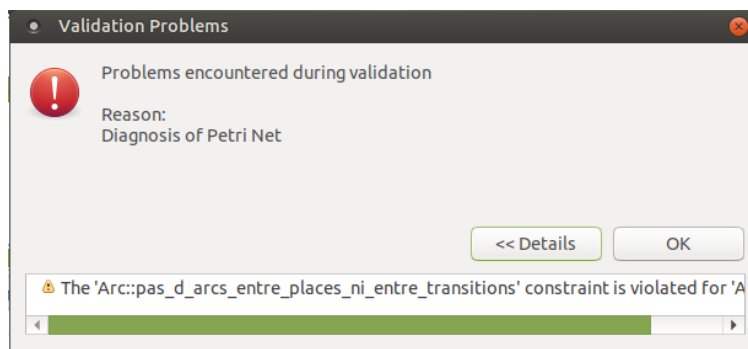 Validation Problems
Problems encountered during validation
Reason:
Diagnosis of Petri Net
<< Details
OK
The 'Arc::pas_d_arcs_entre_places_ni_entre_transitions' constraint is violated for 'A